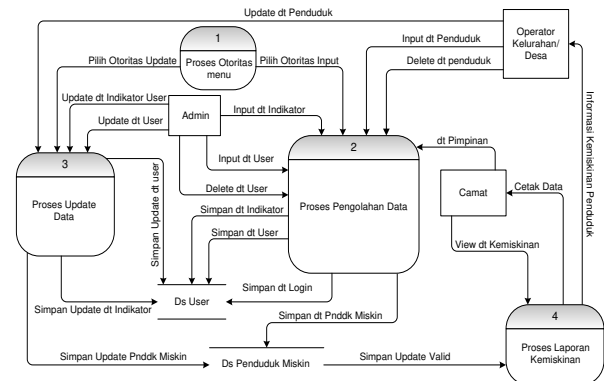 Update dt Penduduk
Operator
Kelurahan/
Desa
1
Proses Otoritas
menu
Input dt Penduduk
Pilih Otoritas Update
Pilih Otoritas Input
Delete dt penduduk
Update dt Indikator User
Admin
Input dt Indikator
Update dt User
Informasi Kemiskinan Penduduk
dt Pimpinan
2
Proses Pengolahan Data
3
Proses Update
Data
Input dt User
Simpan Update dt user
Delete dt User
Camat
Cetak Data
Simpan dt Indikator
Simpan dt User
View dt Kemiskinan
Ds User
Simpan dt Login
Simpan Update dt Indikator
Simpan dt Pnddk Miskin
4
Proses Laporan
Kemiskinan
Simpan Update Pnddk Miskin
Ds Penduduk Miskin
Simpan Update Valid